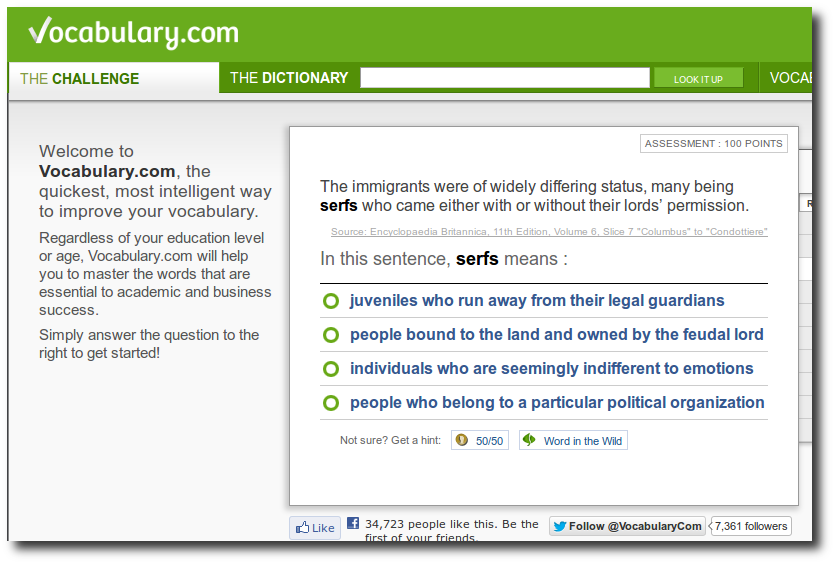 Vocabulary.com
THE CHALLENGE
THE DICTIONARY
LOOK IT UP
VOCAB
Welcome to
Vocabulary.com, the
quickest, most intelligent way
to improve your vocabulary.
Regardless of your education level
or age, Vocabulary.com will help
you to master the words that are
essential to academic and business
success.
Simply answer the question to the
right to get started!
ASSESSMENT : 100 POINTS
The immigrants were of widely differing status, many being
serfs who came either with or without their lords' permission.
Source: Encyclopaedia Britannica, 11th Edition, Volume 6, Slice 7 "Columbus" to "Condottiere"
In this sentence, serfs means :
juveniles who run away from their legal guardians
people bound to the land and owned by the feudal lord
individuals who are seemingly indifferent to emotions
people who belong to a particular political organization
Not sure? Get a hint:
50/50
Word in the Wild
R
Like
34,723 people like this. Be the
first of your friends.
Follow @VocabularyCom
7,361 followers